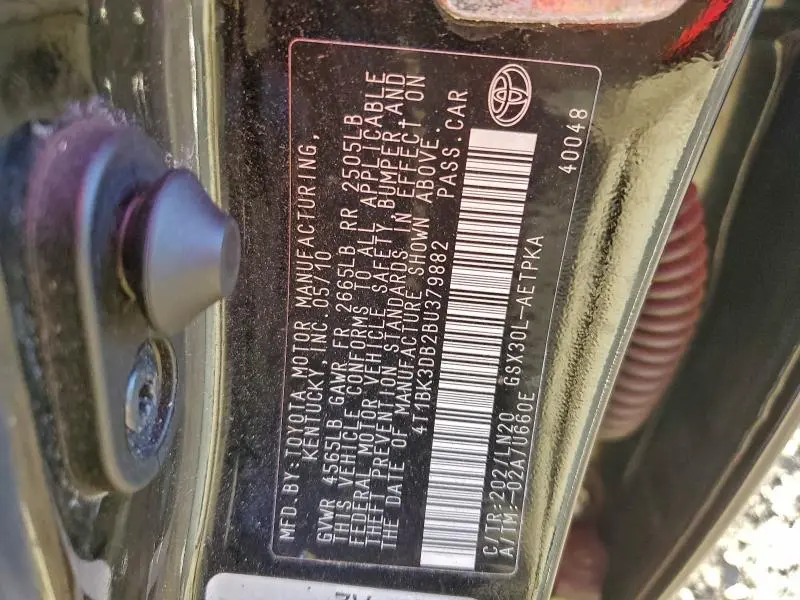 MFD.BY:TOYOTA MOTOR MANUFACTURING,
KENTUCKY, INC.05/10
GVWR 4565LB GAWR FR 2665LB RR 2505LB
THIS VEHICLE CONFORMS TO ALL APPLICABLE
FEDERAL MOTOR VEHICLE SAFETY,BUMPER,AND
THEFT PREVENTION STANDARDS IN EFFECT ON
THE DATE OF MANUFACTURE SHOWN ABOVE.
4T1BK3DB2BU379882 PASS.CAR
C/TR:202/LN20 GSX30L-AETPKA
A/TM:-02A/U660E 40048